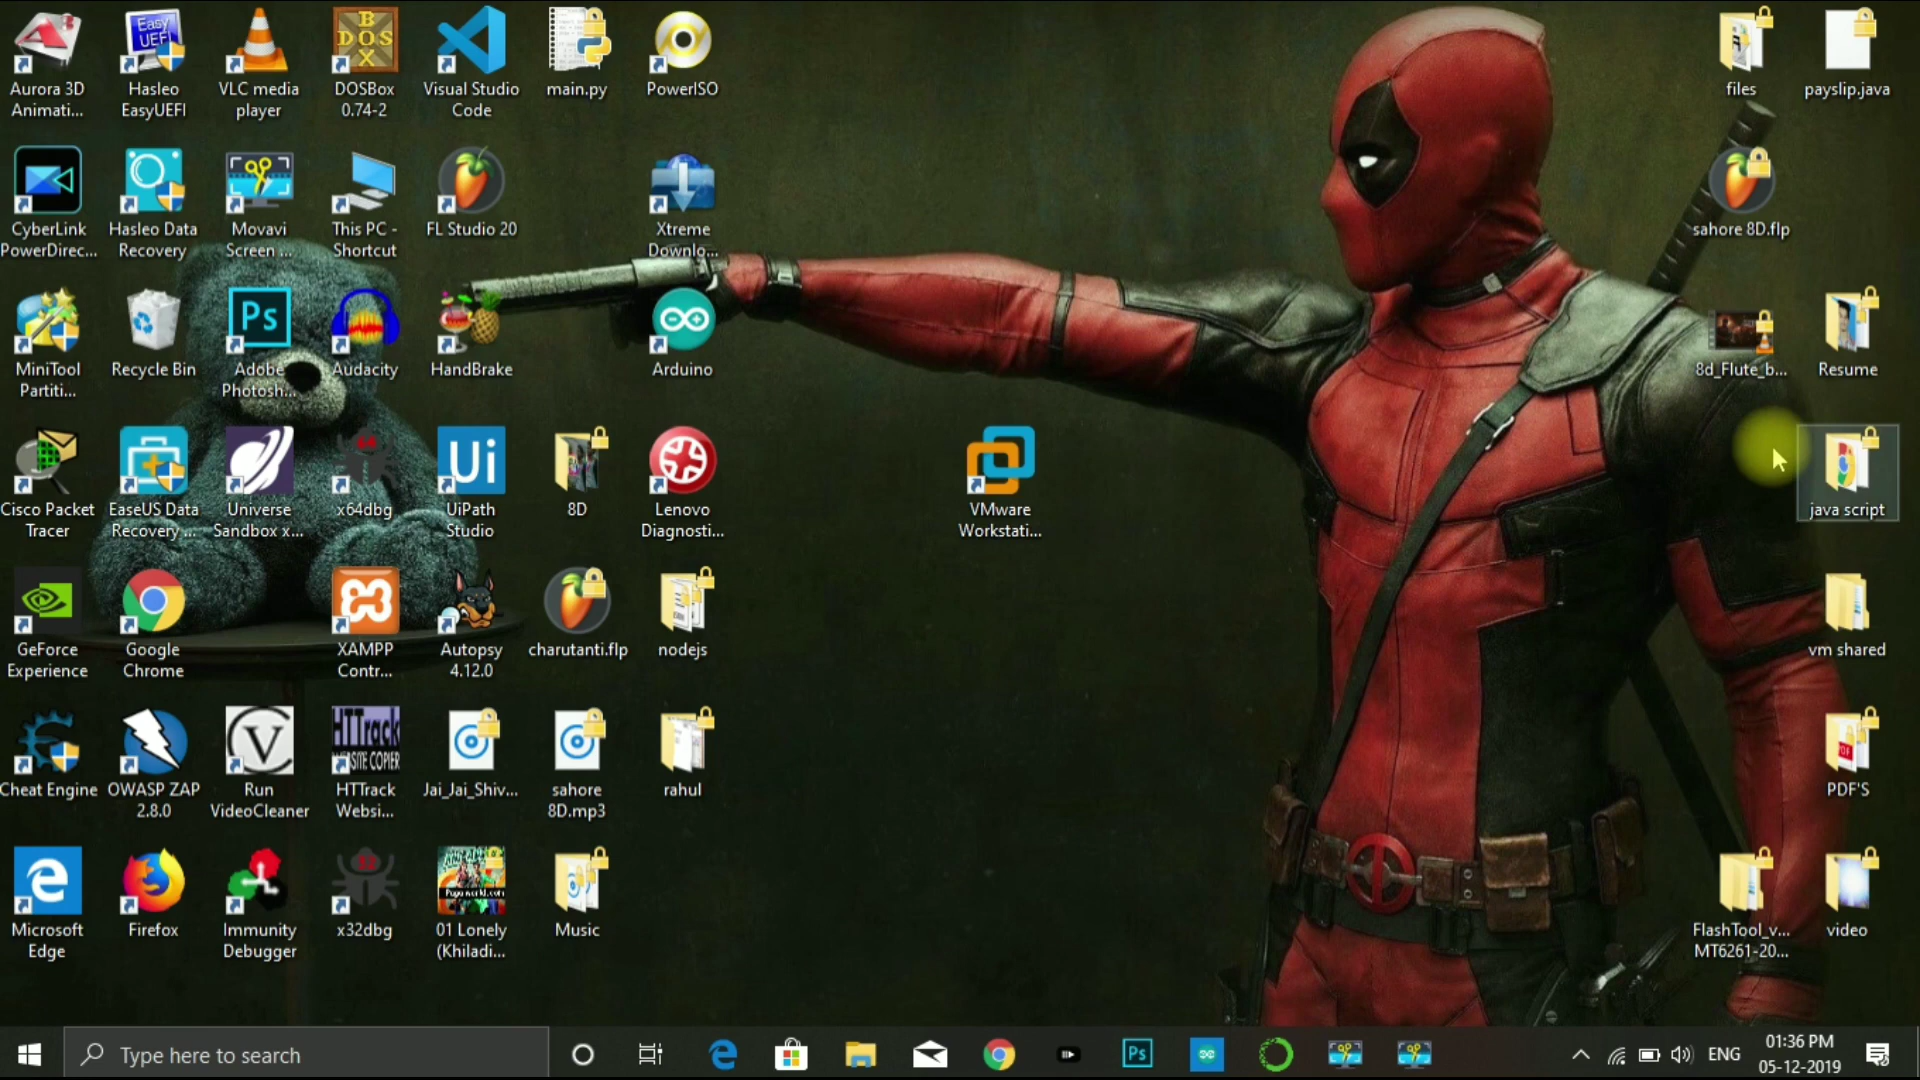 Aurora 3D
Animati...
Hasleo
EasyUEFI
VLC media
player
DOSBox
0.74-2
Visual Studio
Code
main.py
PowerISO
files
payslip.java
CyberLink
PowerDirec...
Hasleo Data
Recovery
Movavi
Screen ...
This PC -
Shortcut
FL Studio 20
Xtreme
Downlo...
sahore 8D.flp
MiniTool
Partiti...
Recycle Bin
Ps
Adobe
Photosh...
Audacity
HandBrake
Arduino
8d_Flute_b...
Resume
Cisco Packet
Tracer
EaseUS Data
Recovery ...
Universe
Sandbox x...
x64dbg
Ui
UiPath
Studio
8D
Lenovo
Diagnosti...
VMware
Workstati...
java script
GeForce
Experience
Google
Chrome
XAMPP
Contr...
Autopsy
4.12.0
charutanti.flp
nodejs
vm shared
Cheat Engine
OWASP ZAP
2.8.0
V
Run
VideoCleaner
HTTrack
WEBSITE COPIER
HTTrack
Websi...
Jai_Jai_Shiv...
sahore
8D.mp3
rahul
PDF'S
Microsoft
Edge
Firefox
Immunity
Debugger
x32dbg
01 Lonely
(Khiladi...
Music
FlashTool_v...
MT6261-20...
video
Type here to search
Ps
ENG
01:36 PM
05-12-2019